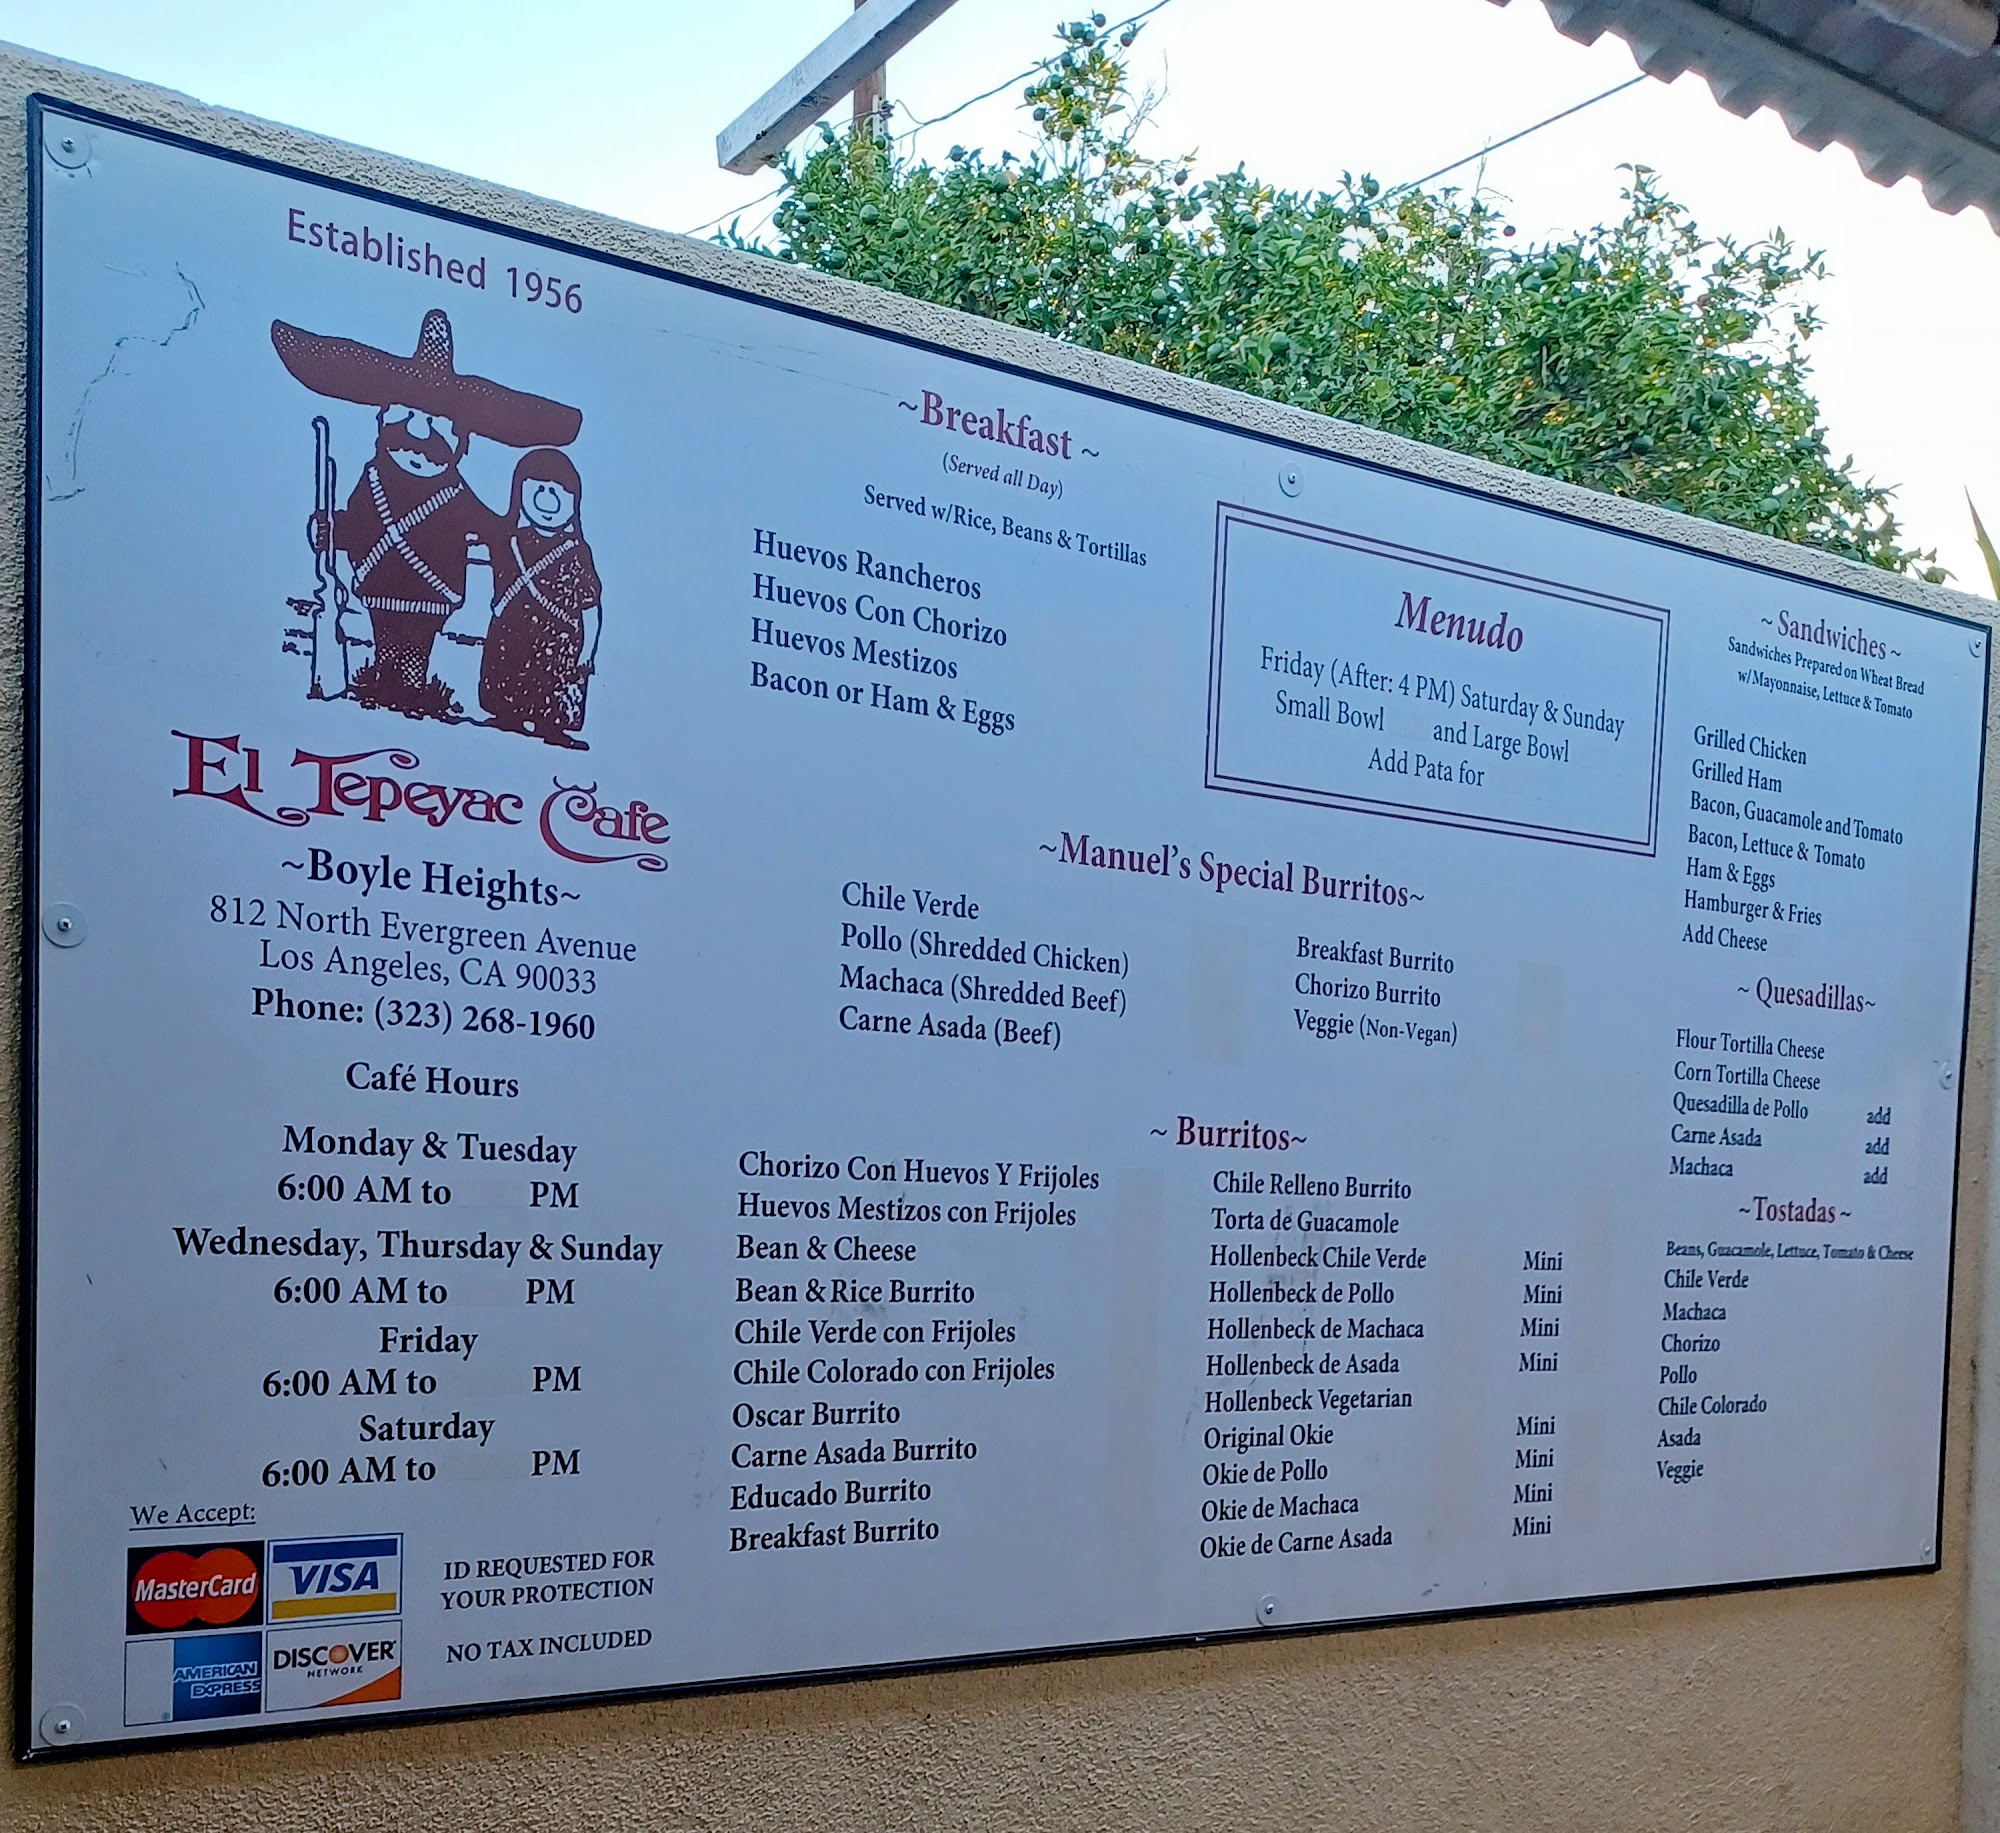 Established 1956
El Tepeyac Cafe
~Boyle Heights~
812 North Evergreen Avenue
Los Angeles, CA 90033
Phone: (323) 268-1960
Café Hours
Monday & Tuesday
6:00 AM to PM
Wednesday, Thursday & Sunday
6:00 AM to PM
Friday
6:00 AM to PM
Saturday
6:00 AM to PM
We Accept:
MasterCard
VISA
AMERICAN EXPRESS
DISCOVER
NETWORK
ID REQUESTED FOR
YOUR PROTECTION
NO TAX INCLUDED
~Breakfast ~
(Served all Day)
Served w/Rice, Beans & Tortillas
Huevos Rancheros
Huevos Con Chorizo
Huevos Mestizos
Bacon or Ham & Eggs
Menudo
Friday (After: 4 PM) Saturday & Sunday
Small Bowl and Large Bowl
Add Pata for
~Manuel's Special Burritos~
Chile Verde
Pollo (Shredded Chicken)
Machaca (Shredded Beef)
Carne Asada (Beef)
Breakfast Burrito
Chorizo Burrito
Veggie (Non-Vegan)
~ Burritos~
Chorizo Con Huevos Y Frijoles
Huevos Mestizos con Frijoles
Bean & Cheese
Bean & Rice Burrito
Chile Verde con Frijoles
Chile Colorado con Frijoles
Oscar Burrito
Carne Asada Burrito
Educado Burrito
Breakfast Burrito
Chile Relleno Burrito
Torta de Guacamole
Hollenbeck Chile Verde Mini
Hollenbeck de Pollo Mini
Hollenbeck de Machaca Mini
Hollenbeck de Asada Mini
Hollenbeck Vegetarian
Original Okie Mini
Okie de Pollo Mini
Okie de Machaca Mini
Okie de Carne Asada Mini
~ Sandwiches ~
Sandwiches Prepared on Wheat Bread
w/Mayonnaise, Lettuce & Tomato
Grilled Chicken
Grilled Ham
Bacon, Guacamole and Tomato
Bacon, Lettuce & Tomato
Ham & Eggs
Hamburger & Fries
Add Cheese
~ Quesadillas~
Flour Tortilla Cheese
Corn Tortilla Cheese
Quesadilla de Pollo add
Carne Asada add
Machaca add
~Tostadas ~
Beans, Guacamole, Lettuce, Tomato & Cheese
Chile Verde
Machaca
Chorizo
Pollo
Chile Colorado
Asada
Veggie